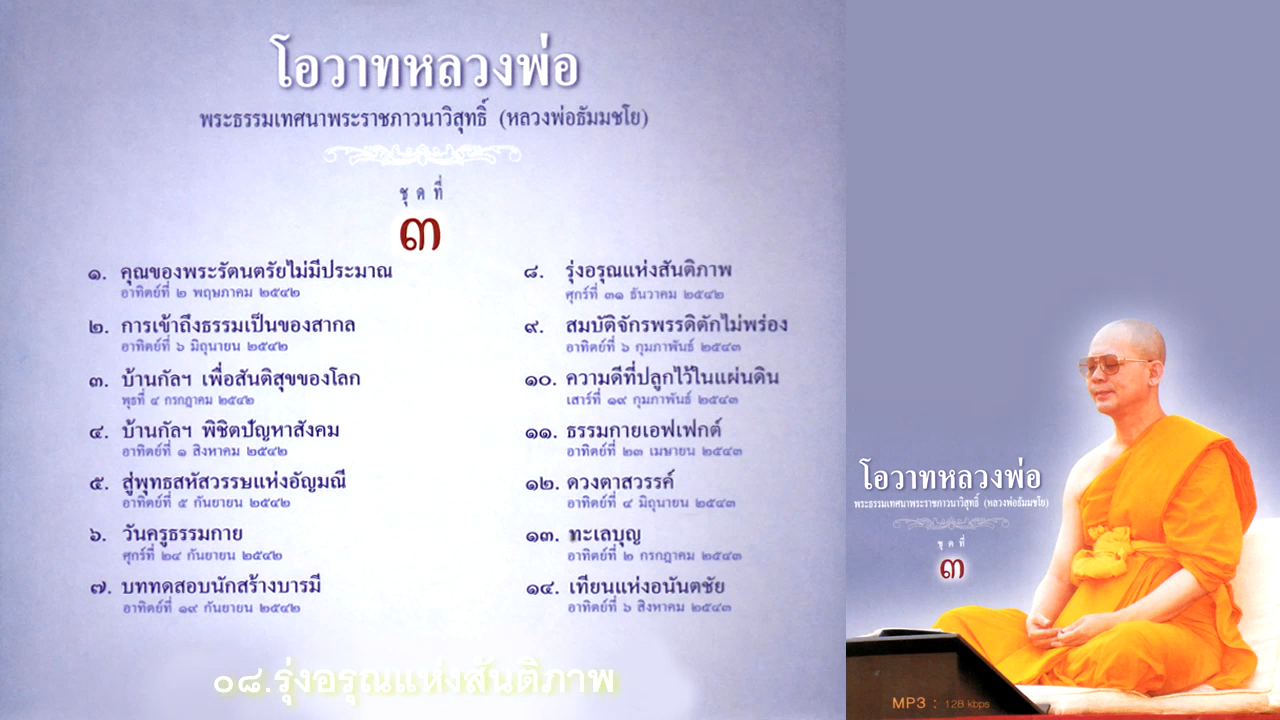 โอวาทหลวงพ่อ
พระธรรมเทศนาพระราชภาวนาวิสุทธิ์ (หลวงพ่อธัมมชโย)
ชุดที่
๓
๑. คุณของพระรัตนตรัยไม่มีประมาณ
อาทิตย์ที่ ๒ พฤษภาคม ๒๕๔๒
๒. การเข้าถึงธรรมเป็นของสากล
อาทิตย์ที่ ๖ มิถุนายน ๒๕๔๒
๓. บ้านกัลฯ เพื่อสันติสุขของโลก
พุธที่ ๔ กรกฎาคม ๒๕๔๒
๔. บ้านกัลฯ พิชิตปัญหาสังคม
อาทิตย์ที่ ๑ สิงหาคม ๒๕๔๒
๕. สู่พุทธสหัสวรรษแห่งอัญมณี
อาทิตย์ที่ ๕ กันยายน ๒๕๔๒
๖. วันครูธรรมกาย
ศุกร์ที่ ๒๔ กันยายน ๒๕๔๒
๗. บททดสอบนักสร้างบารมี
อาทิตย์ที่ ๑๙ กันยายน ๒๕๔๒
๘. รุ่งอรุณแห่งสันติภาพ
ศุกร์ที่ ๓๑ ธันวาคม ๒๕๔๒
๙. สมบัติจักรพรรดิตักไม่พร่อง
อาทิตย์ที่ ๖ กุมภาพันธ์ ๒๕๔๓
๑๐. ความดีที่ปลูกไว้ในแผ่นดิน
เสาร์ที่ ๑๙ กุมภาพันธ์ ๒๕๔๓
๑๑. ธรรมกายเอฟเฟกต์
อาทิตย์ที่ ๒๓ เมษายน ๒๕๔๓
๑๒. ดวงตาสวรรค์
อาทิตย์ที่ ๔ มิถุนายน ๒๕๔๓
๑๓. ทะเลบุญ
อาทิตย์ที่ ๒ กรกฎาคม ๒๕๔๓
๑๔. เทียนแห่งอนันตชัย
อาทิตย์ที่ ๖ สิงหาคม ๒๕๔๓
๐๘.รุ่งอรุณแห่งสันติภาพ
โอวาทหลวงพ่อ
พระธรรมเทศนาพระราชภาวนาวิสุทธิ์ (หลวงพ่อธัมมชโย)
ชุดที่
๓
MP3 : 128 kbps